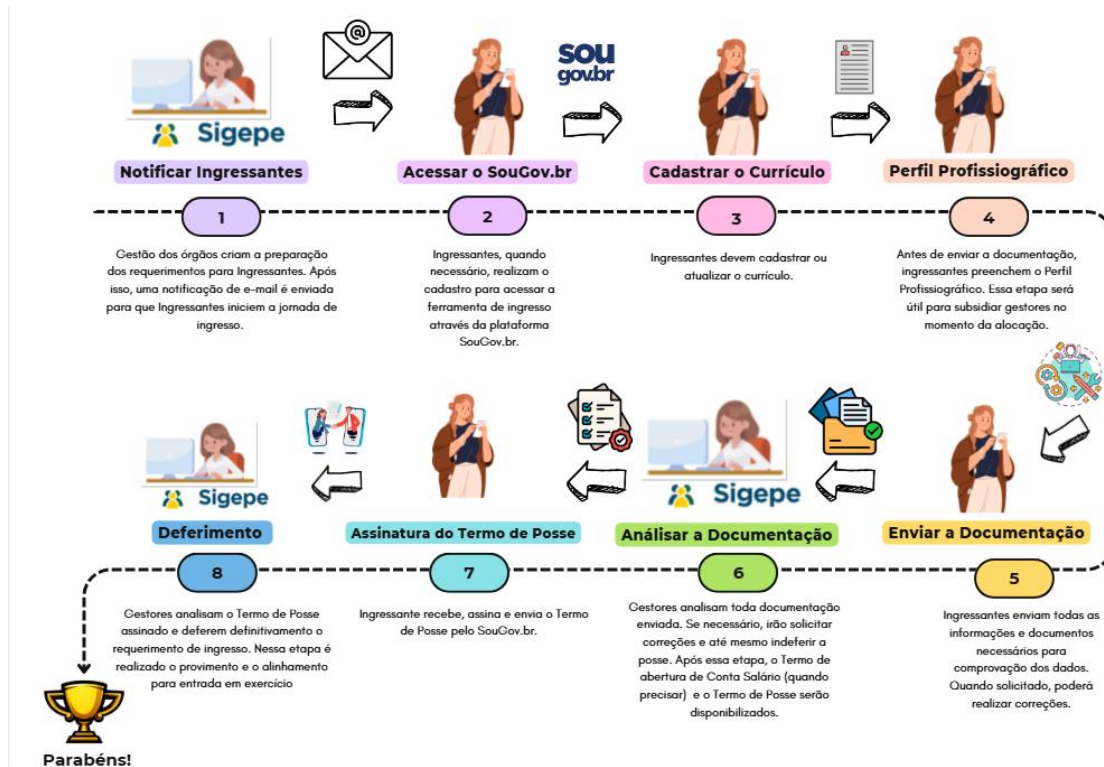 Sigepe
sou
gov.br
Notificar Ingressantes
Acessar o SouGov.br
Cadastrar o Currículo
Perfil Profissiográfico
1
2
3
4
Gestão dos órgãos criam a preparação
dos requerimentos para Ingressantes. Após
isso, uma notificação de e-mail é enviada
para que Ingressantes iniciem a jornada de
ingresso.
Ingressantes, quando
necessário, realizam o
cadastro para acessar a
ferramenta de ingresso
através da plataforma
SouGov.br.
Ingressantes devem cadastrar ou
atualizar o currículo.
Antes de enviar a documentação,
ingressantes preenchem o Perfil
Profissiográfico. Essa etapa será
útil para subsidiar gestores no
momento da alocação.
Enviar a Documentação
5
Ingressantes enviam todas as
informações e documentos
necessários para
comprovação dos dados.
Quando solicitado, poderá
realizar correções.
Sigepe
Análisar a Documentação
6
Gestores analisam toda documentação
enviada. Se necessário, irão solicitar
correções e até mesmo indeferir a
posse. Após essa etapa, o Termo de
abertura de Conta Salário (quando
precisar) e o Termo de Posse serão
disponibilizados.
Assinatura do Termo de Posse
7
Ingressante recebe, assina e envia o Termo
de Posse pelo SouGov.br.
Sigepe
Deferimento
8
Gestores analisam o Termo de Posse
assinado e deferem definitivamento o
requerimento de ingresso. Nessa etapa é
realizado o provimento e o alinhamento
para entrada em exercício
Parabéns!